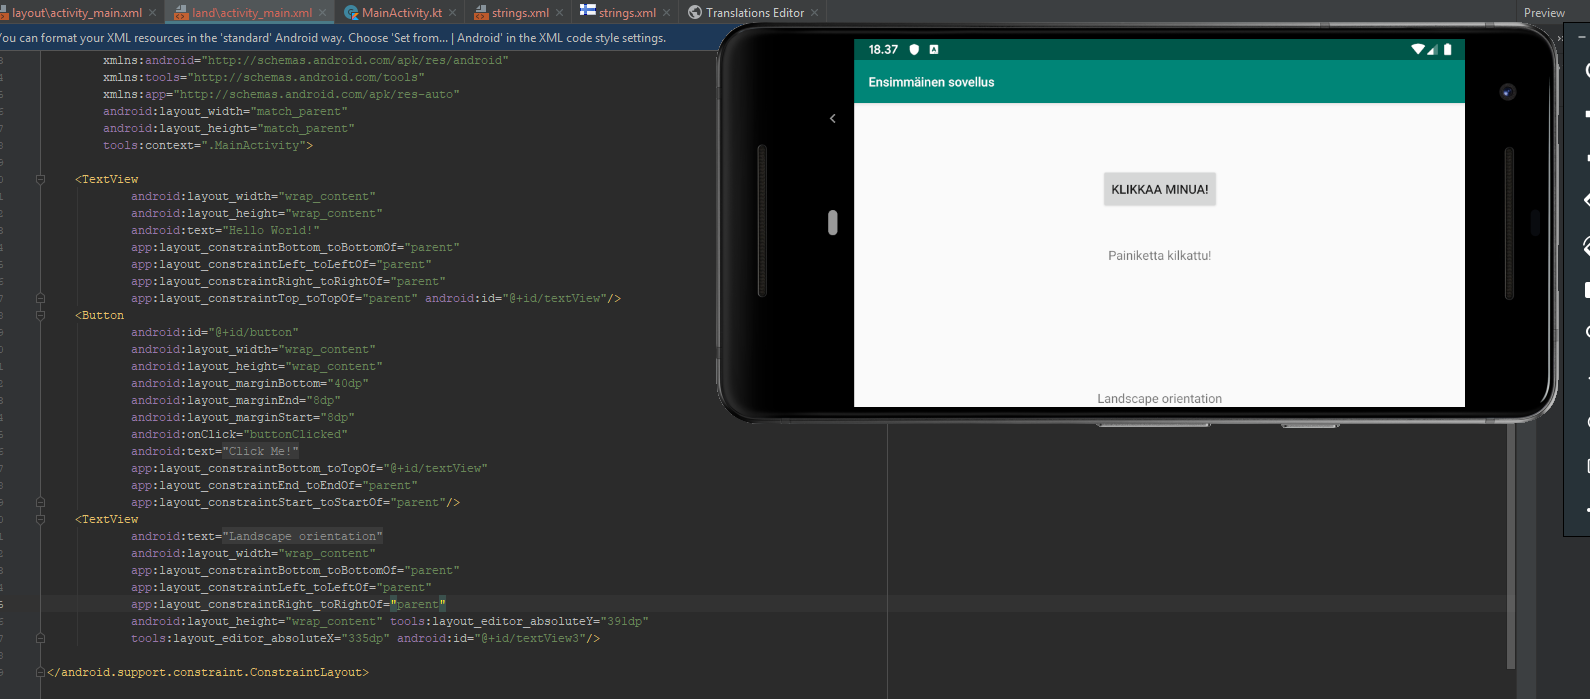 layout\activity_main.xml land\activity_main.xml MainActivity.kt strings.xml strings.xml Translations Editor Preview
You can format your XML resources in the 'standard' Android way. Choose 'Set from... | Android' in the XML code style settings.
xmlns:android="http://schemas.android.com/apk/res/android"
xmlns:tools="http://schemas.android.com/tools"
xmlns:app="http://schemas.android.com/apk/res-auto"
android:layout_width="match_parent"
android:layout_height="match_parent"
tools:context=".MainActivity">
<TextView
android:layout_width="wrap_content"
android:layout_height="wrap_content"
android:text="Hello World!"
app:layout_constraintBottom_toBottomOf="parent"
app:layout_constraintLeft_toLeftOf="parent"
app:layout_constraintRight_toRightOf="parent"
app:layout_constraintTop_toTopOf="parent" android:id="@+id/textView"/>
<Button
android:id="@+id/button"
android:layout_width="wrap_content"
android:layout_height="wrap_content"
android:layout_marginBottom="40dp"
android:layout_marginEnd="8dp"
android:layout_marginStart="8dp"
android:onClick="buttonClicked"
android:text="Click Me!"
app:layout_constraintBottom_toTopOf="@+id/textView"
app:layout_constraintEnd_toEndOf="parent"
app:layout_constraintStart_toStartOf="parent"/>
<TextView
android:text="Landscape orientation"
android:layout_width="wrap_content"
app:layout_constraintBottom_toBottomOf="parent"
app:layout_constraintLeft_toLeftOf="parent"
app:layout_constraintRight_toRightOf="parent"
android:layout_height="wrap_content" tools:layout_editor_absoluteY="391dp"
tools:layout_editor_absoluteX="335dp" android:id="@+id/textView3"/>
</android.support.constraint.ConstraintLayout>
18.37
Ensimmäinen sovellus
KLIKKAA MINUA!
Painiketta kilkattu!
Landscape orientation